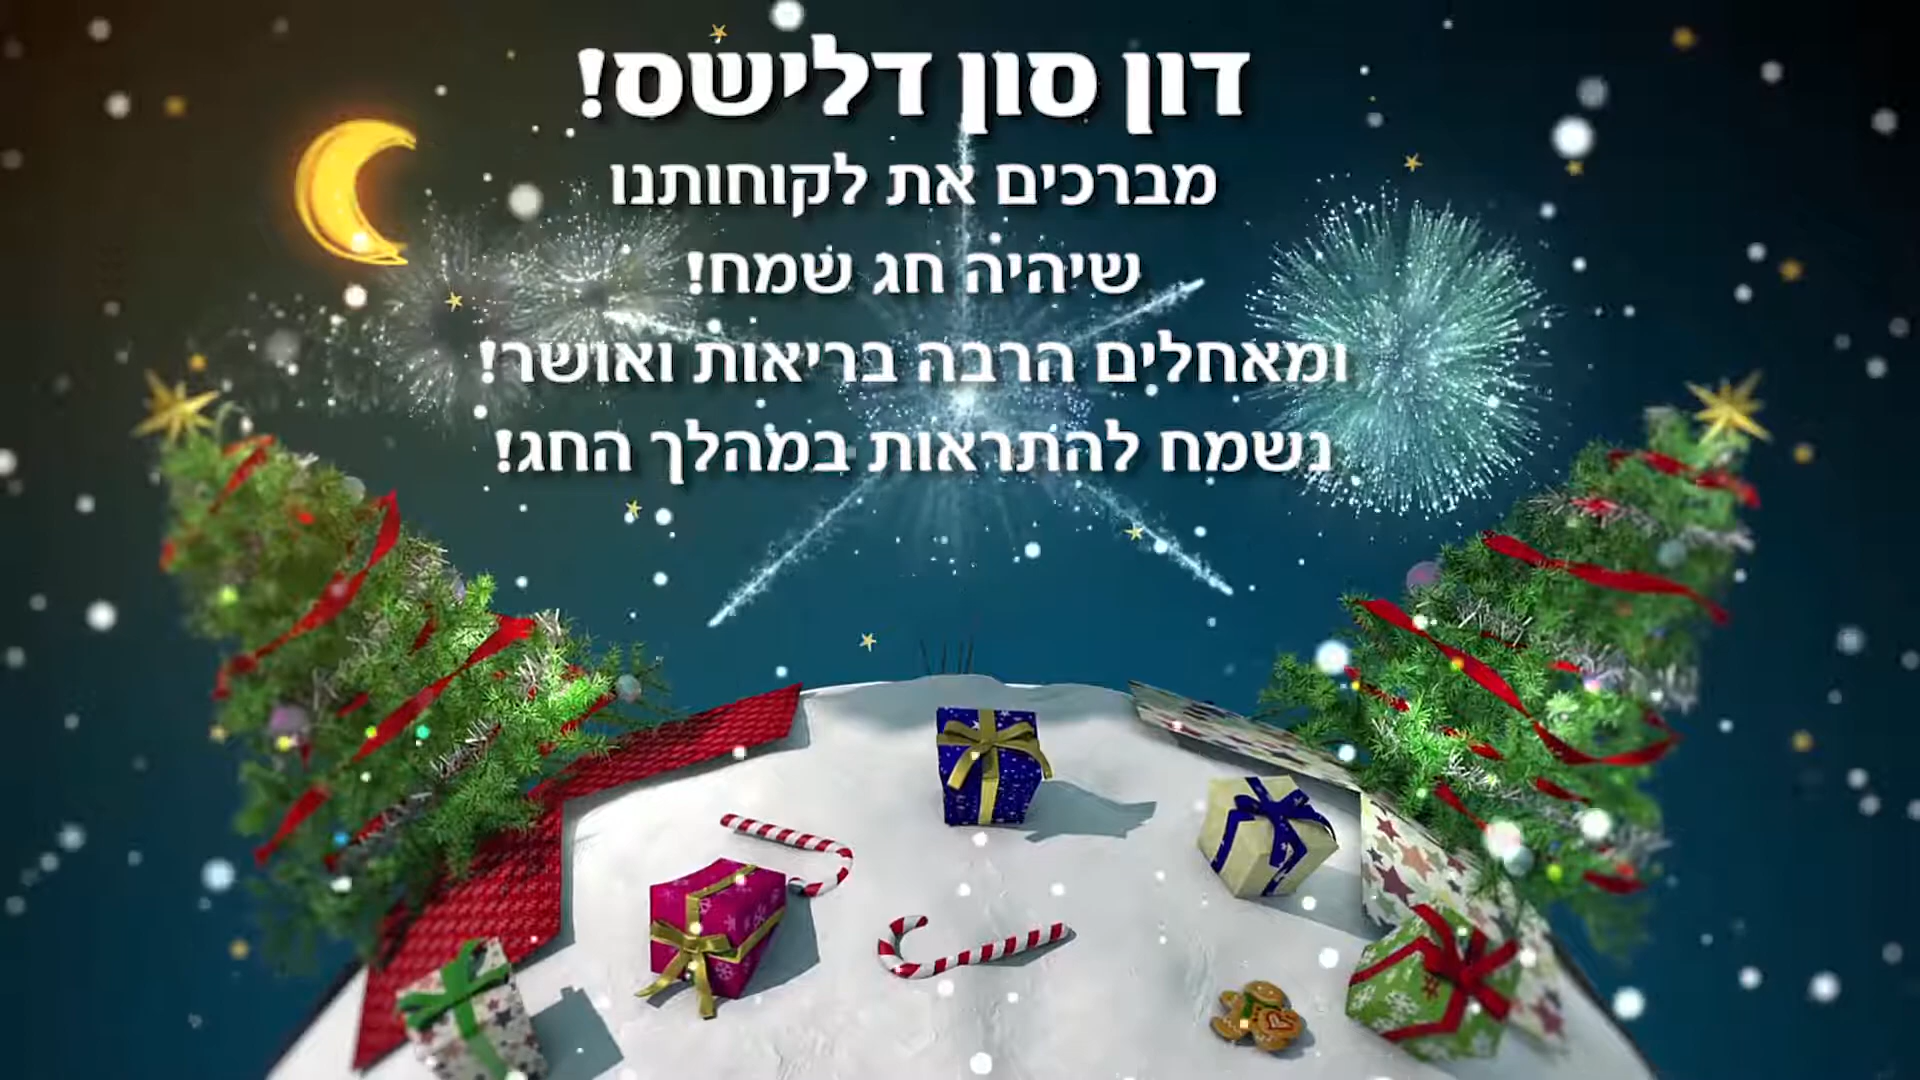 דון סון דלישס!
מברכים את לקוחותנו
שיהיה חג שמח!
ומאחלים הרבה בריאות ואושר!
נשמח להתראות במהלך החג!